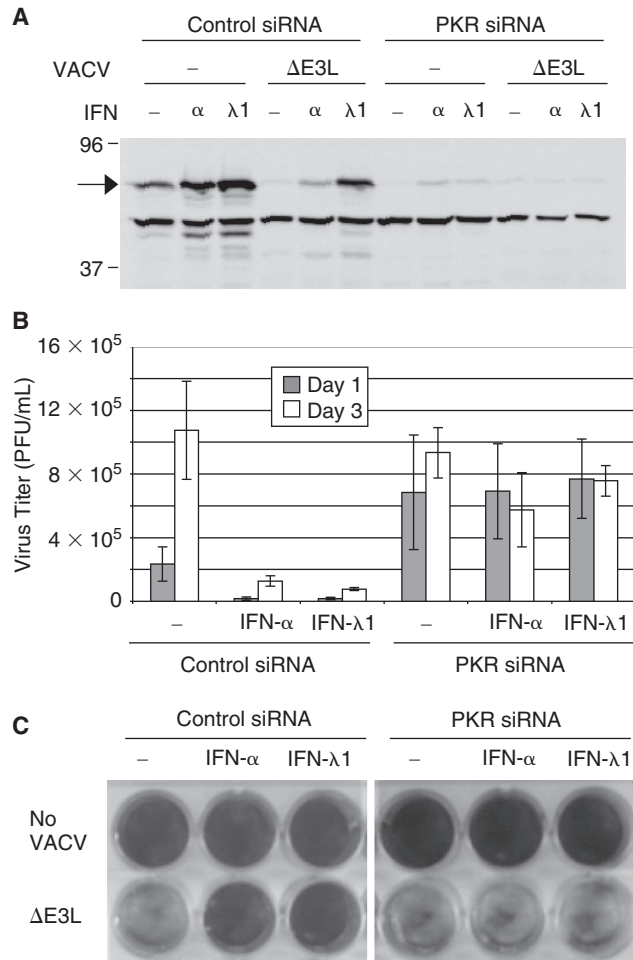 A
Control siRNA PKR siRNA
VACV – ΔE3L – ΔE3L
IFN – α λ1 – α λ1 – α λ1 – α λ1
96
37
B
16 × 10⁵
12 × 10⁵
8 × 10⁵
4 × 10⁵
0
Virus Titer (PFU/mL)
Day 1
Day 3
– IFN-α IFN-λ1 – IFN-α IFN-λ1
Control siRNA PKR siRNA
C
Control siRNA PKR siRNA
– IFN-α IFN-λ1 – IFN-α IFN-λ1
No
VACV
ΔE3L